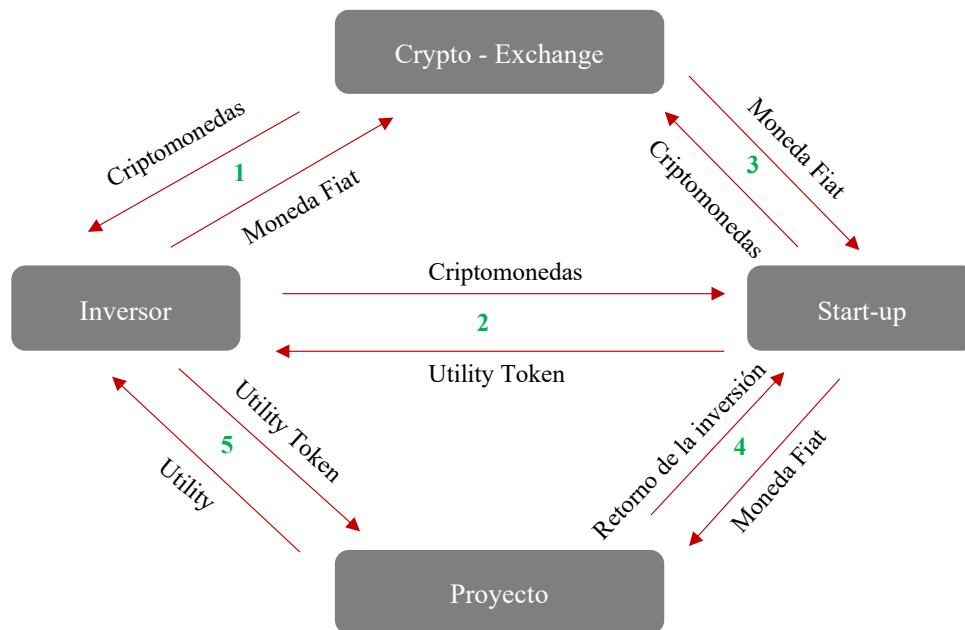 Crypto - Exchange
Criptomonedas
1
Moneda Fiat
Moneda Fiat
3
Criptomonedas
Inversor
Criptomonedas
2
Utility Token
Start-up
Utility Token
5
Utility
Retorno de la inversión
4
Moneda Fiat
Proyecto